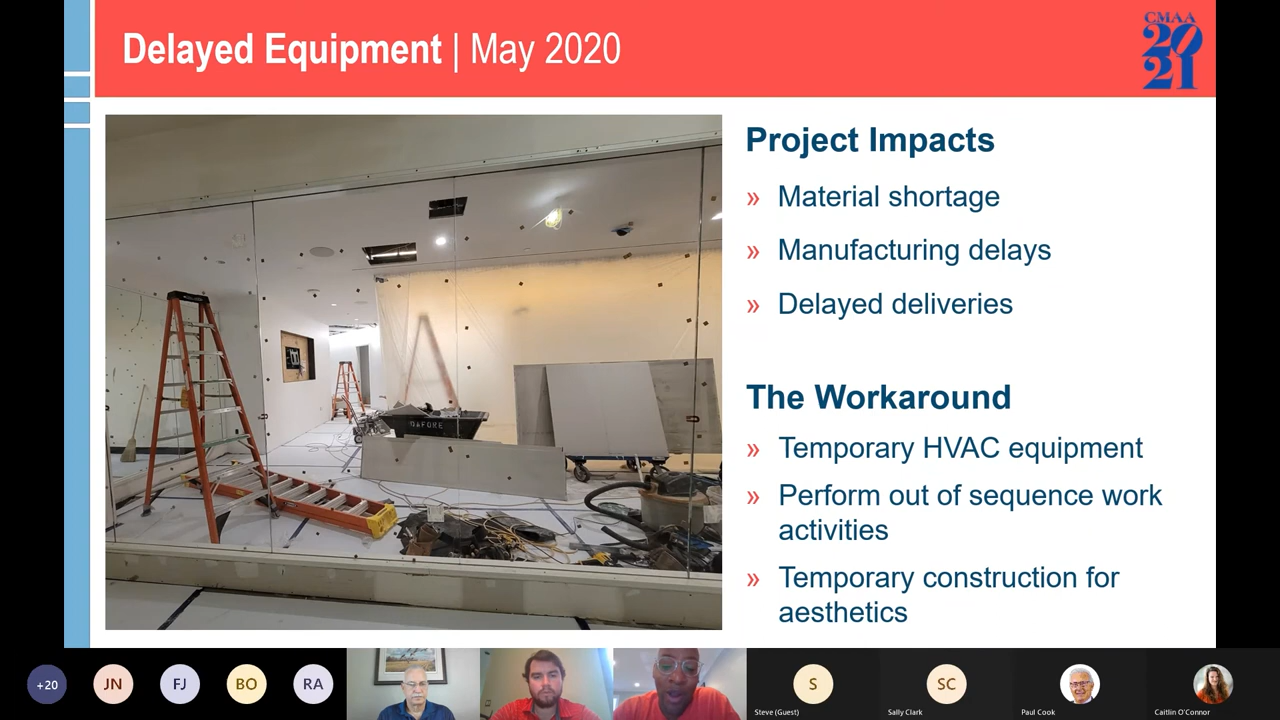 Delayed Equipment | May 2020
CMAA
20
21
Project Impacts
» Material shortage
» Manufacturing delays
» Delayed deliveries
The Workaround
» Temporary HVAC equipment
» Perform out of sequence work
activities
» Temporary construction for
aesthetics
+20
JN
FJ
BO
RA
S
SC
Steve (Guest)
Sally Clark
Paul Cook
Caitlin O'Connor